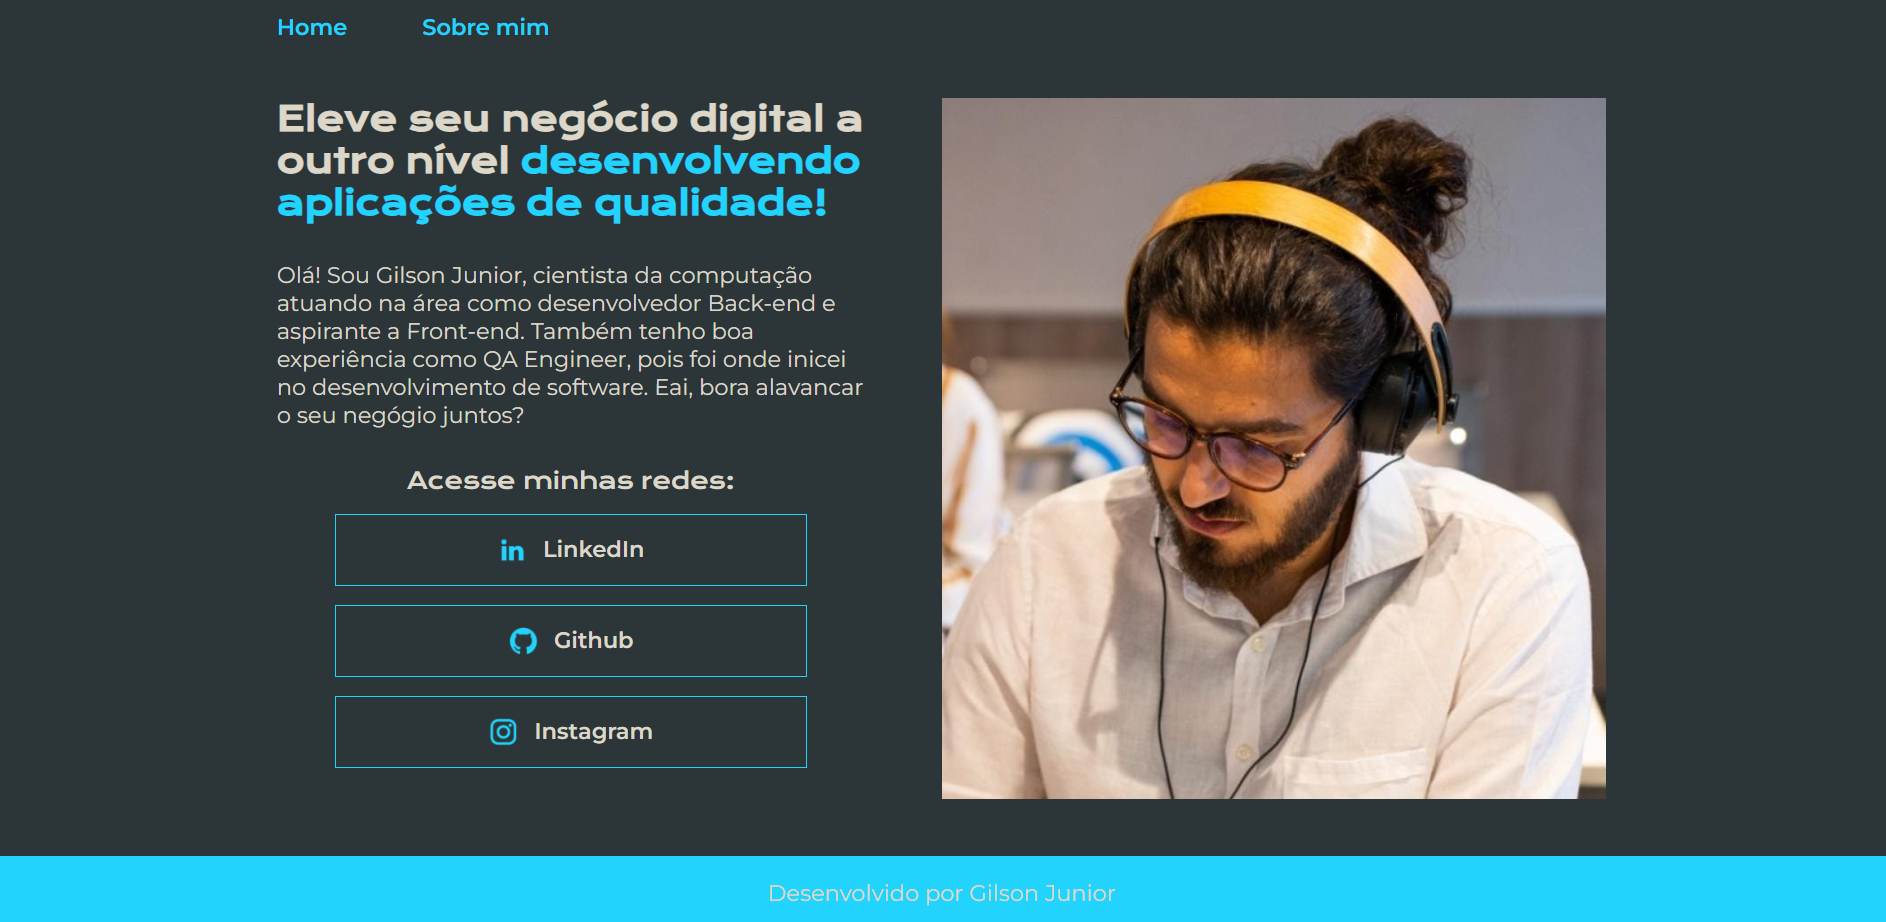 Home Sobre mim
Eleve seu negócio digital a
outro nível desenvolvendo
aplicações de qualidade!
Olá! Sou Gilson Junior, cientista da computação
atuando na área como desenvolvedor Back-end e
aspirante a Front-end. Também tenho boa
experiência como QA Engineer, pois foi onde inicei
no desenvolvimento de software. Eai, bora alavancar
o seu negógio juntos?
Acesse minhas redes:
LinkedIn
Github
Instagram
Desenvolvido por Gilson Junior